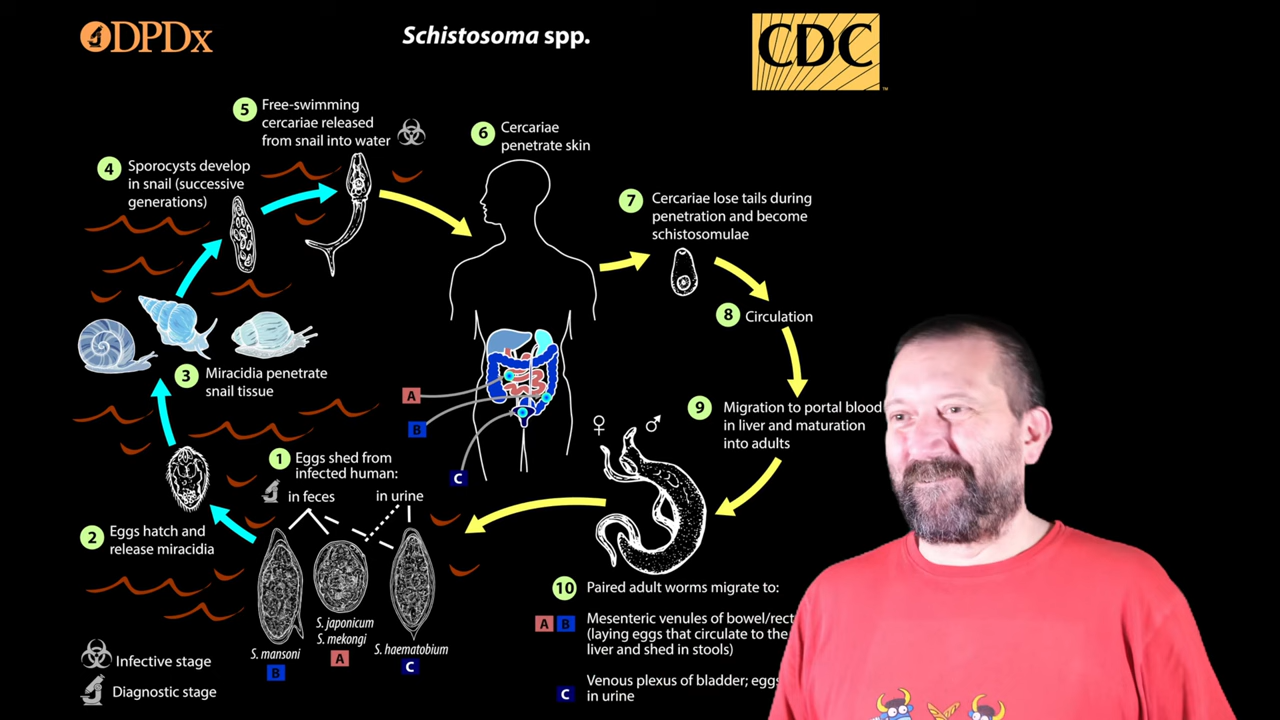 DPDx
Schistosoma spp.
CDC
TM
5
Free-swimming
cercariae released
from snail into water
6
Cercariae
penetrate skin
4
Sporocysts develop
in snail (successive
generations)
7
Cercariae lose tails during
penetration and become
schistosomulae
8
Circulation
3
Miracidia penetrate
snail tissue
A
B
C
9
Migration to portal blood
in liver and maturation
into adults
♀ ♂
1
Eggs shed from
infected human:
in feces
in urine
2
Eggs hatch and
release miracidia
10
Paired adult worms migrate to:
A B
Mesenteric venules of bowel/rect
(laying eggs that circulate to the
liver and shed in stools)
C
Venous plexus of bladder; eggs
in urine
S. mansoni
B
S. japonicum
S. mekongi
A
S. haematobium
C
Infective stage
Diagnostic stage